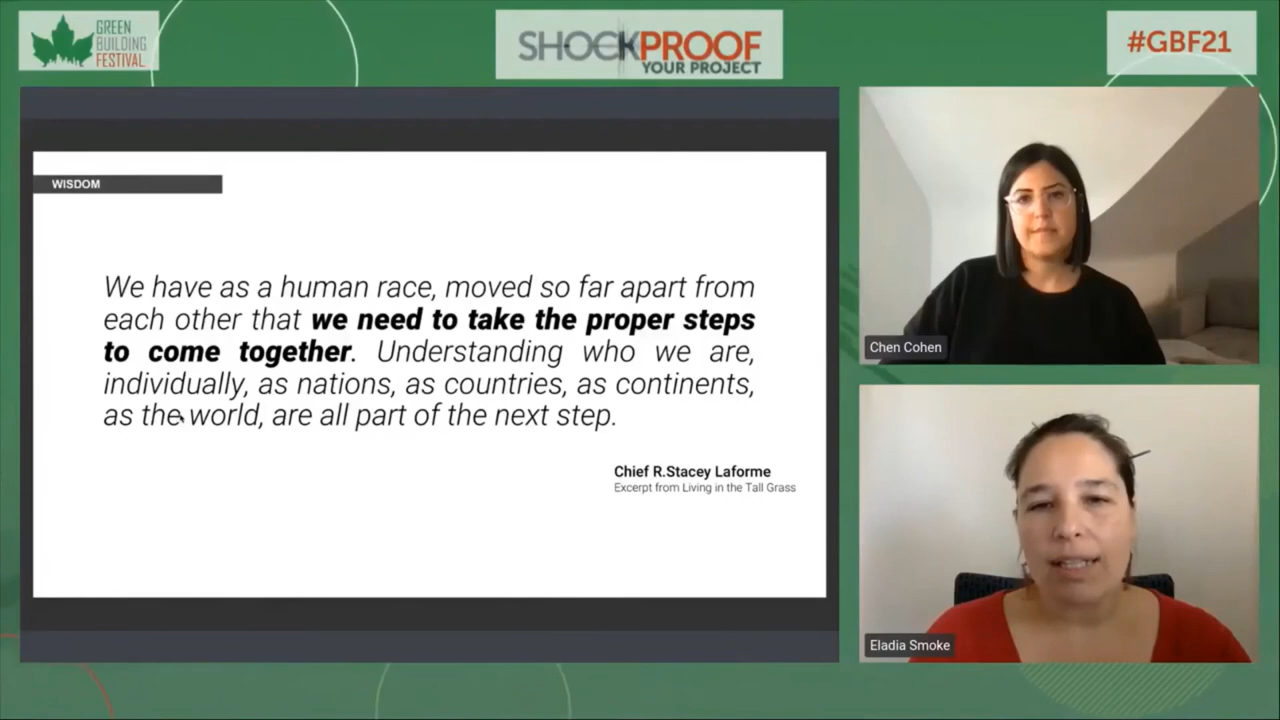 GREEN
BUILDING
FESTIVAL
SHOCKPROOF
YOUR PROJECT
#GBF21
WISDOM
We have as a human race, moved so far apart from
each other that we need to take the proper steps
to come together. Understanding who we are,
individually, as nations, as countries, as continents,
as the world, are all part of the next step.
Chief R.Stacey Laforme
Excerpt from Living in the Tall Grass
Chen Cohen
Eladia Smoke